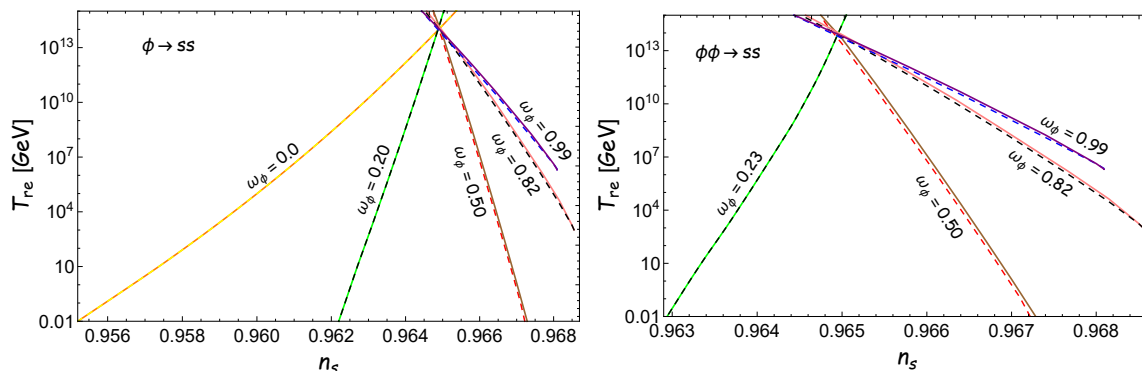 ϕ→ss
T_re [GeV]
10^13
10^10
10^7
10^4
10
0.01
ω_ϕ = 0.0
ω_ϕ = 0.20
ω_ϕ = 0.50
ω_ϕ = 0.82
ω_ϕ = 0.99
0.956 0.958 0.960 0.962 0.964 0.966 0.968
n_s
ϕϕ→ss
T_re [GeV]
10^13
10^10
10^7
10^4
10
0.01
ω_ϕ = 0.23
ω_ϕ = 0.50
ω_ϕ = 0.82
ω_ϕ = 0.99
0.963 0.964 0.965 0.966 0.967 0.968
n_s